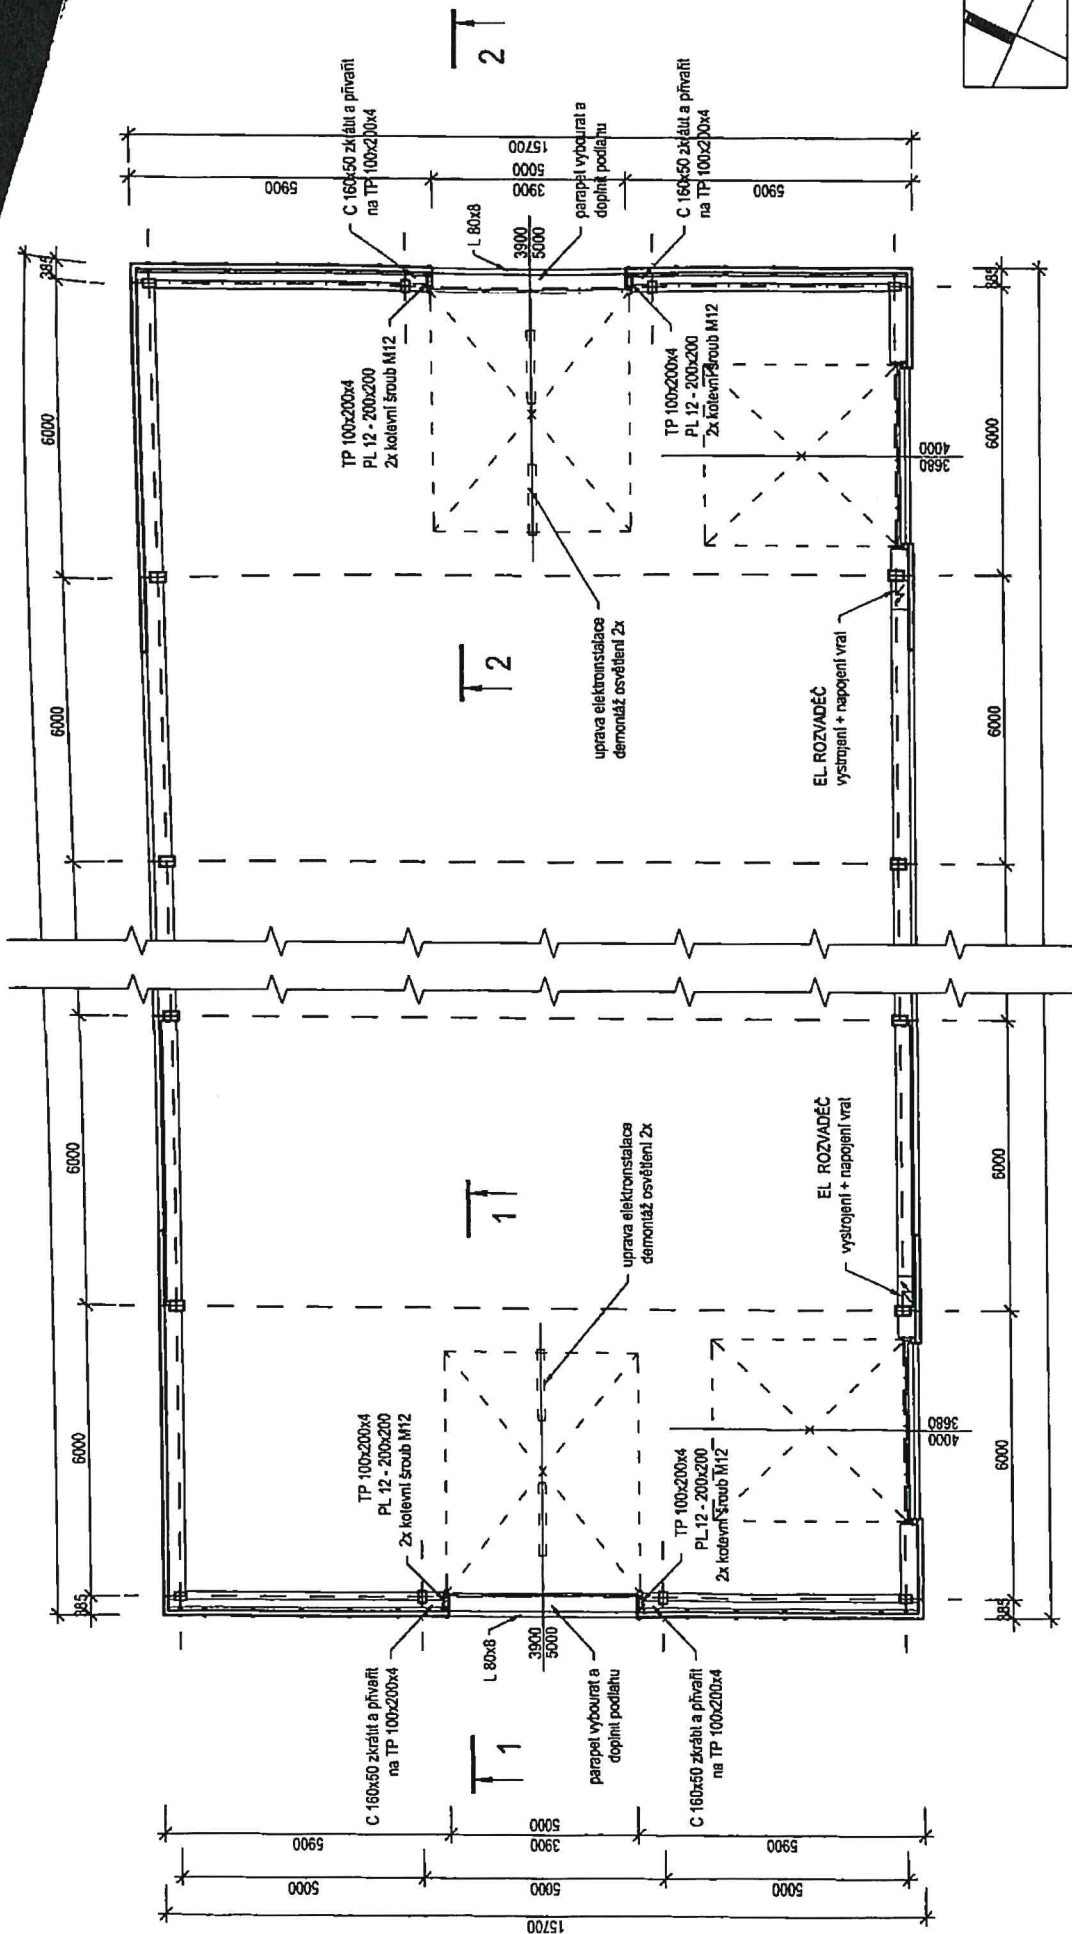 2
C 160x50 zkrátit a přivařit
na TP 100x200x4
15700
5900
5000
3900
5900
parapet vybourat a
doplnit podlahu
C 160x50 zkrátit a přivařit
na TP 100x200x4
L 80x8
3900
5000
385
385
TP 100x200x4
PL 12 - 200x200
2x kotevní šroub M12
TP 100x200x4
PL 12 - 200x200
2x kotevní šroub M12
6000
4000
3680
6000
uprava elektroinstalace
demontáž osvětlení 2x
2
EL. ROZVADĚČ
vystrojení + napojení vrat
6000
6000
6000
6000
1
uprava elektroinstalace
demontáž osvětlení 2x
EL. ROZVADĚČ
vystrojení + napojení vrat
6000
6000
3680
4000
TP 100x200x4
PL 12 - 200x200
2x kotevní šroub M12
TP 100x200x4
PL 12 - 200x200
2x kotevní šroub M12
385
385
L 80x8
3900
5000
C 160x50 zkrátit a přivařit
na TP 100x200x4
parapet vybourat a
doplnit podlahu
C 160x50 zkrátit a přivařit
na TP 100x200x4
1
5900
5000
3900
5900
5000
5000
5000
15700